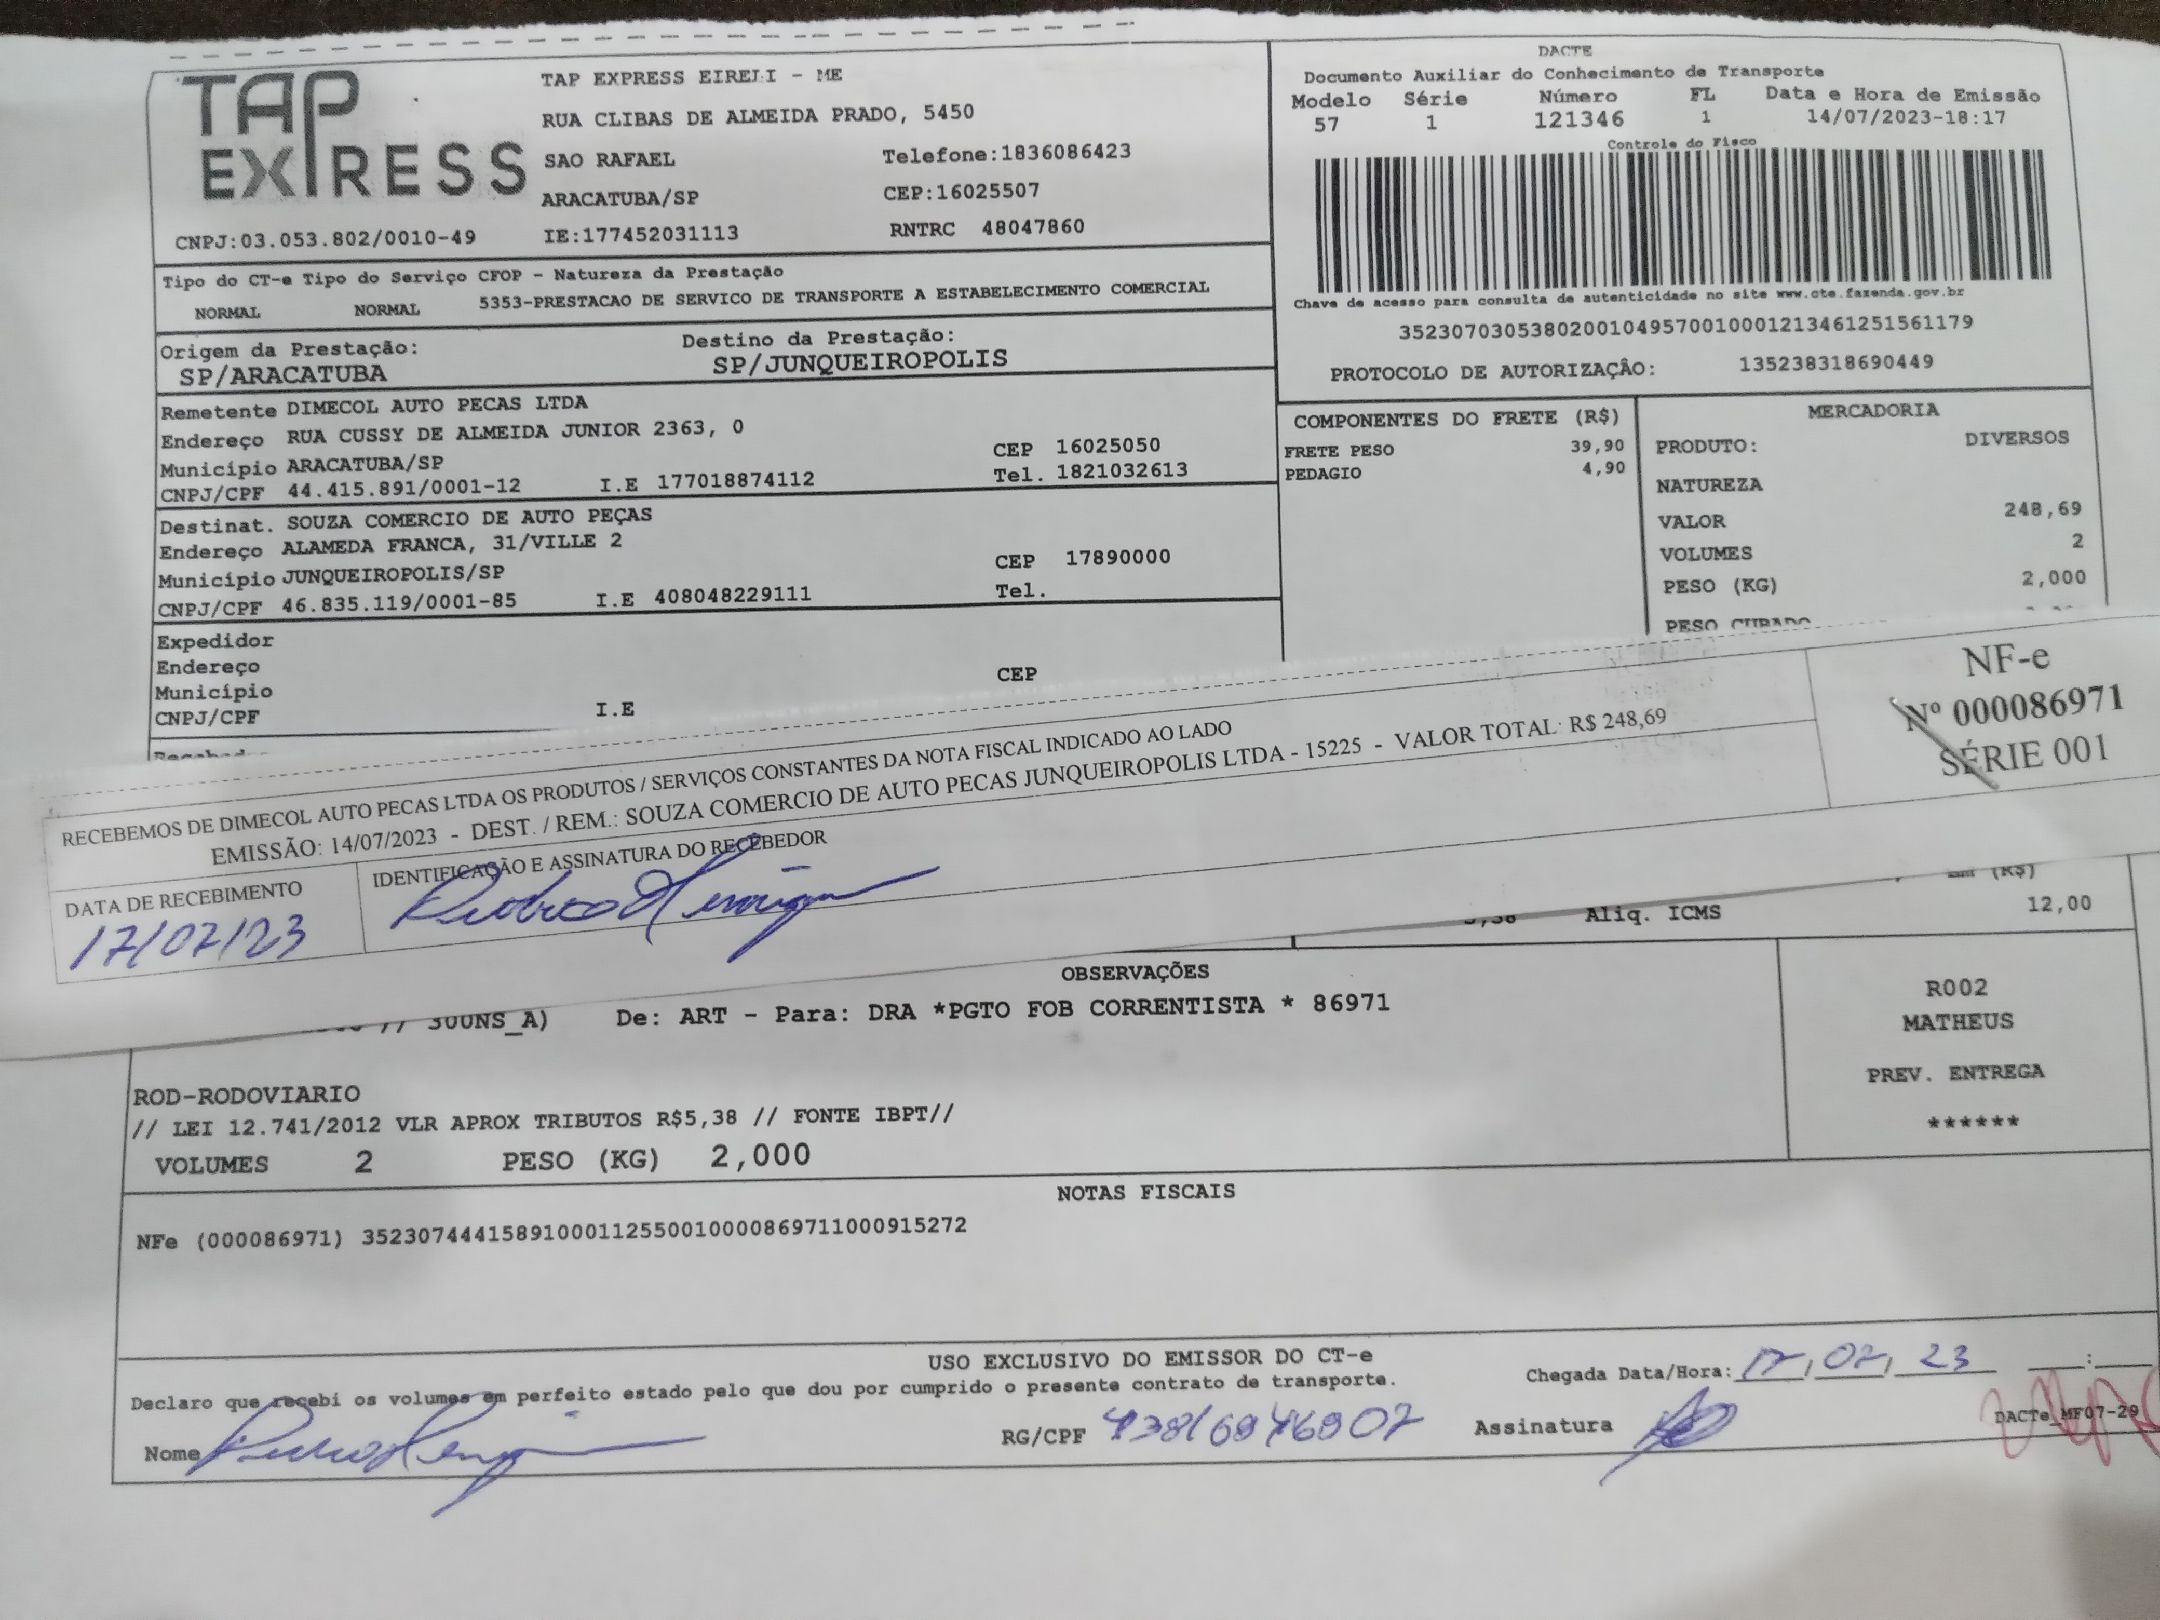 TAP EXPRESS
TAP EXPRESS EIRELI - ME
RUA CLIBAS DE ALMEIDA PRADO, 5450
SAO RAFAEL Telefone:1836086423
ARACATUBA/SP CEP:16025507
CNPJ:03.053.802/0010-49 IE:177452031113 RNTRC 48047860
DACTE
Documento Auxiliar do Conhecimento de Transporte
Modelo Série Número FL Data e Hora de Emissão
57 1 121346 1 14/07/2023-18:17
Controle do Fisco
Chave de acesso para consulta de autenticidade no site www.cte.fazenda.gov.br
35230703053802001049570010001213461251561179
PROTOCOLO DE AUTORIZAÇÂO: 135238318690449
Tipo do CT-e Tipo do Serviço CFOP - Natureza da Prestação
NORMAL NORMAL 5353-PRESTACAO DE SERVICO DE TRANSPORTE A ESTABELECIMENTO COMERCIAL
Origem da Prestação: Destino da Prestação:
SP/ARACATUBA SP/JUNQUEIROPOLIS
Remetente DIMECOL AUTO PECAS LTDA
Endereço RUA CUSSY DE ALMEIDA JUNIOR 2363, 0
Município ARACATUBA/SP CEP 16025050
CNPJ/CPF 44.415.891/0001-12 I.E 177018874112 Tel. 1821032613
Destinat. SOUZA COMERCIO DE AUTO PEÇAS
Endereço ALAMEDA FRANCA, 31/VILLE 2
Município JUNQUEIROPOLIS/SP CEP 17890000
CNPJ/CPF 46.835.119/0001-85 I.E 408048229111 Tel.
Expedidor
Endereço
Município CEP
CNPJ/CPF I.E
COMPONENTES DO FRETE (R$)
FRETE PESO 39,90
PEDAGIO 4,90
MERCADORIA
PRODUTO: DIVERSOS
NATUREZA
VALOR 248,69
VOLUMES 2
PESO (KG) 2,000
PESO CUBADO
RECEBEMOS DE DIMECOL AUTO PECAS LTDA OS PRODUTOS / SERVIÇOS CONSTANTES DA NOTA FISCAL INDICADO AO LADO
EMISSÃO: 14/07/2023 - DEST. / REM.: SOUZA COMERCIO DE AUTO PECAS JUNQUEIROPOLIS LTDA - 15225 - VALOR TOTAL: R$ 248,69
DATA DE RECEBIMENTO IDENTIFICAÇÃO E ASSINATURA DO RECEBEDOR
17/07/23
NF-e
Nº 000086971
SÉRIE 001
(R$)
Aliq. ICMS 12,00
OBSERVAÇÕES
De: ART - Para: DRA *PGTO FOB CORRENTISTA * 86971
ROD-RODOVIARIO
// LEI 12.741/2012 VLR APROX TRIBUTOS R$5,38 // FONTE IBPT//
VOLUMES 2 PESO (KG) 2,000
R002
MATHEUS
PREV. ENTREGA
******
NOTAS FISCAIS
NFe (000086971) 35230744415891000112550010000869711000915272
USO EXCLUSIVO DO EMISSOR DO CT-e
Declaro que recebi os volumes em perfeito estado pelo que dou por cumprido o presente contrato de transporte.
Chegada Data/Hora: 17/07/23 :
Nome RG/CPF Assinatura
DACTe_MF07-29